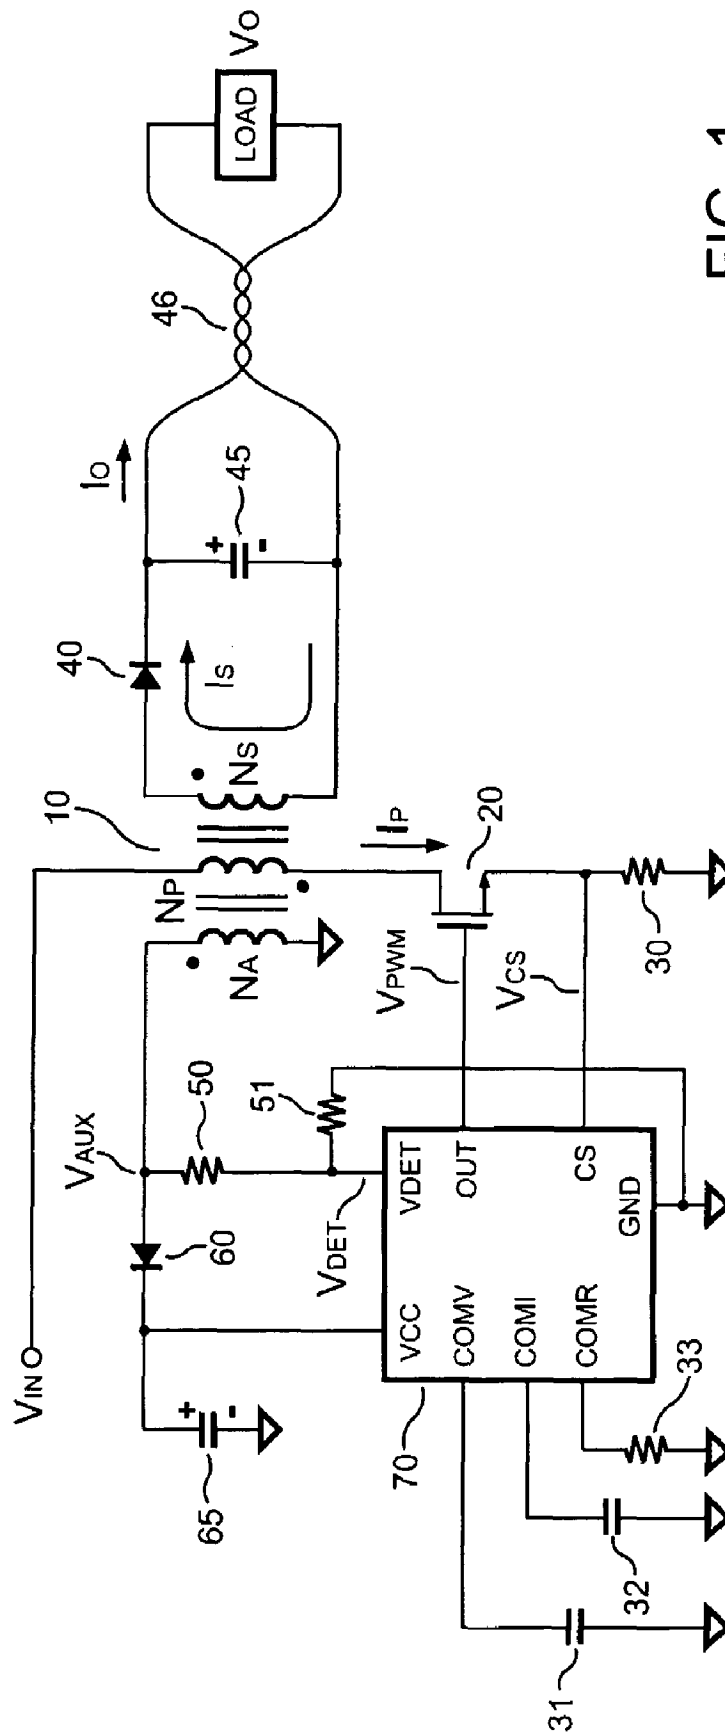 VIN
VAUX
10
NP
NA
NS
IS
40
IO
45
46
LOAD
VO
65
60
50
51
VDET
VPWM
IP
20
VCS
30
70
VCC
VDET
COMV
OUT
COMI
COMR
CS
GND
33
32
31
FIG. 1